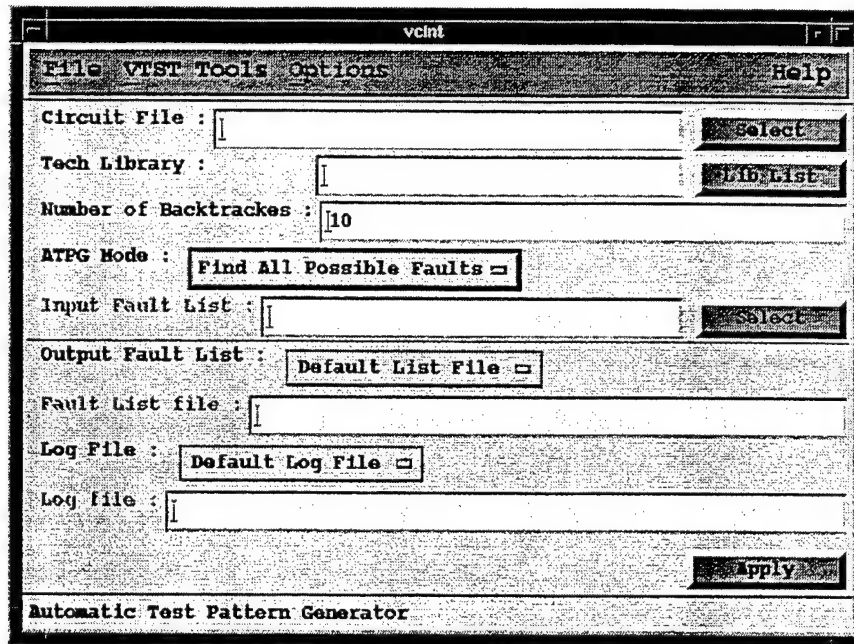 vcint
File VTST Tools Options Help
Circuit File : Select
Tech Library : Lib List
Number of Backtrackes : 10
ATPG Mode : Find All Possible Faults
Input Fault List : Select
Output Fault List : Default List File
Fault List file :
Log File : Default Log File
Log file :
Apply
Automatic Test Pattern Generator